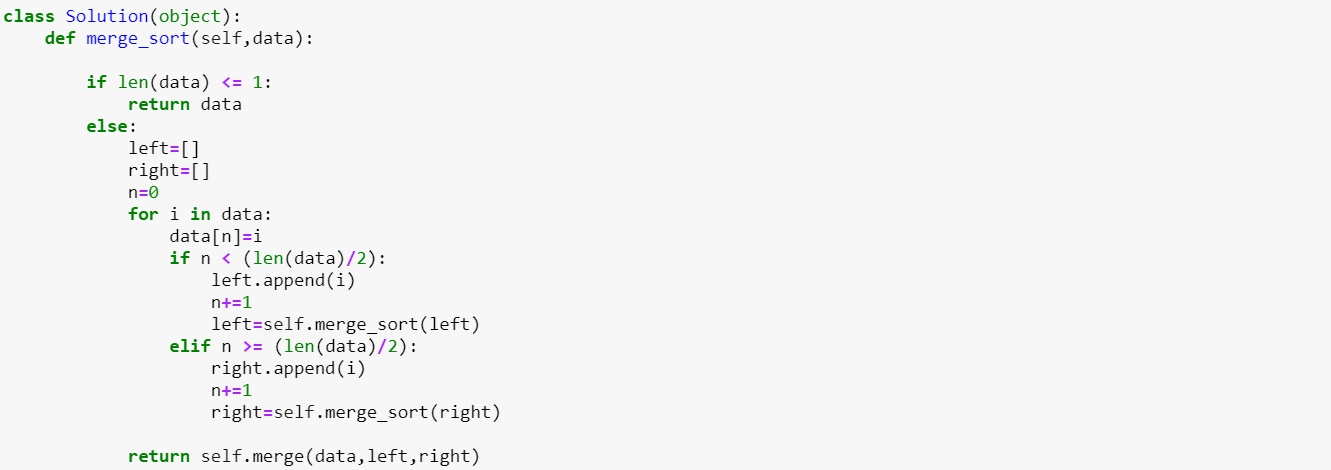 class Solution(object):
    def merge_sort(self,data):
        if len(data) <= 1:
            return data
        else:
            left=[]
            right=[]
            n=0
            for i in data:
                data[n]=i
                if n < (len(data)/2):
                    left.append(i)
                    n+=1
                    left=self.merge_sort(left)
                elif n >= (len(data)/2):
                    right.append(i)
                    n+=1
                    right=self.merge_sort(right)
            return self.merge(data,left,right)